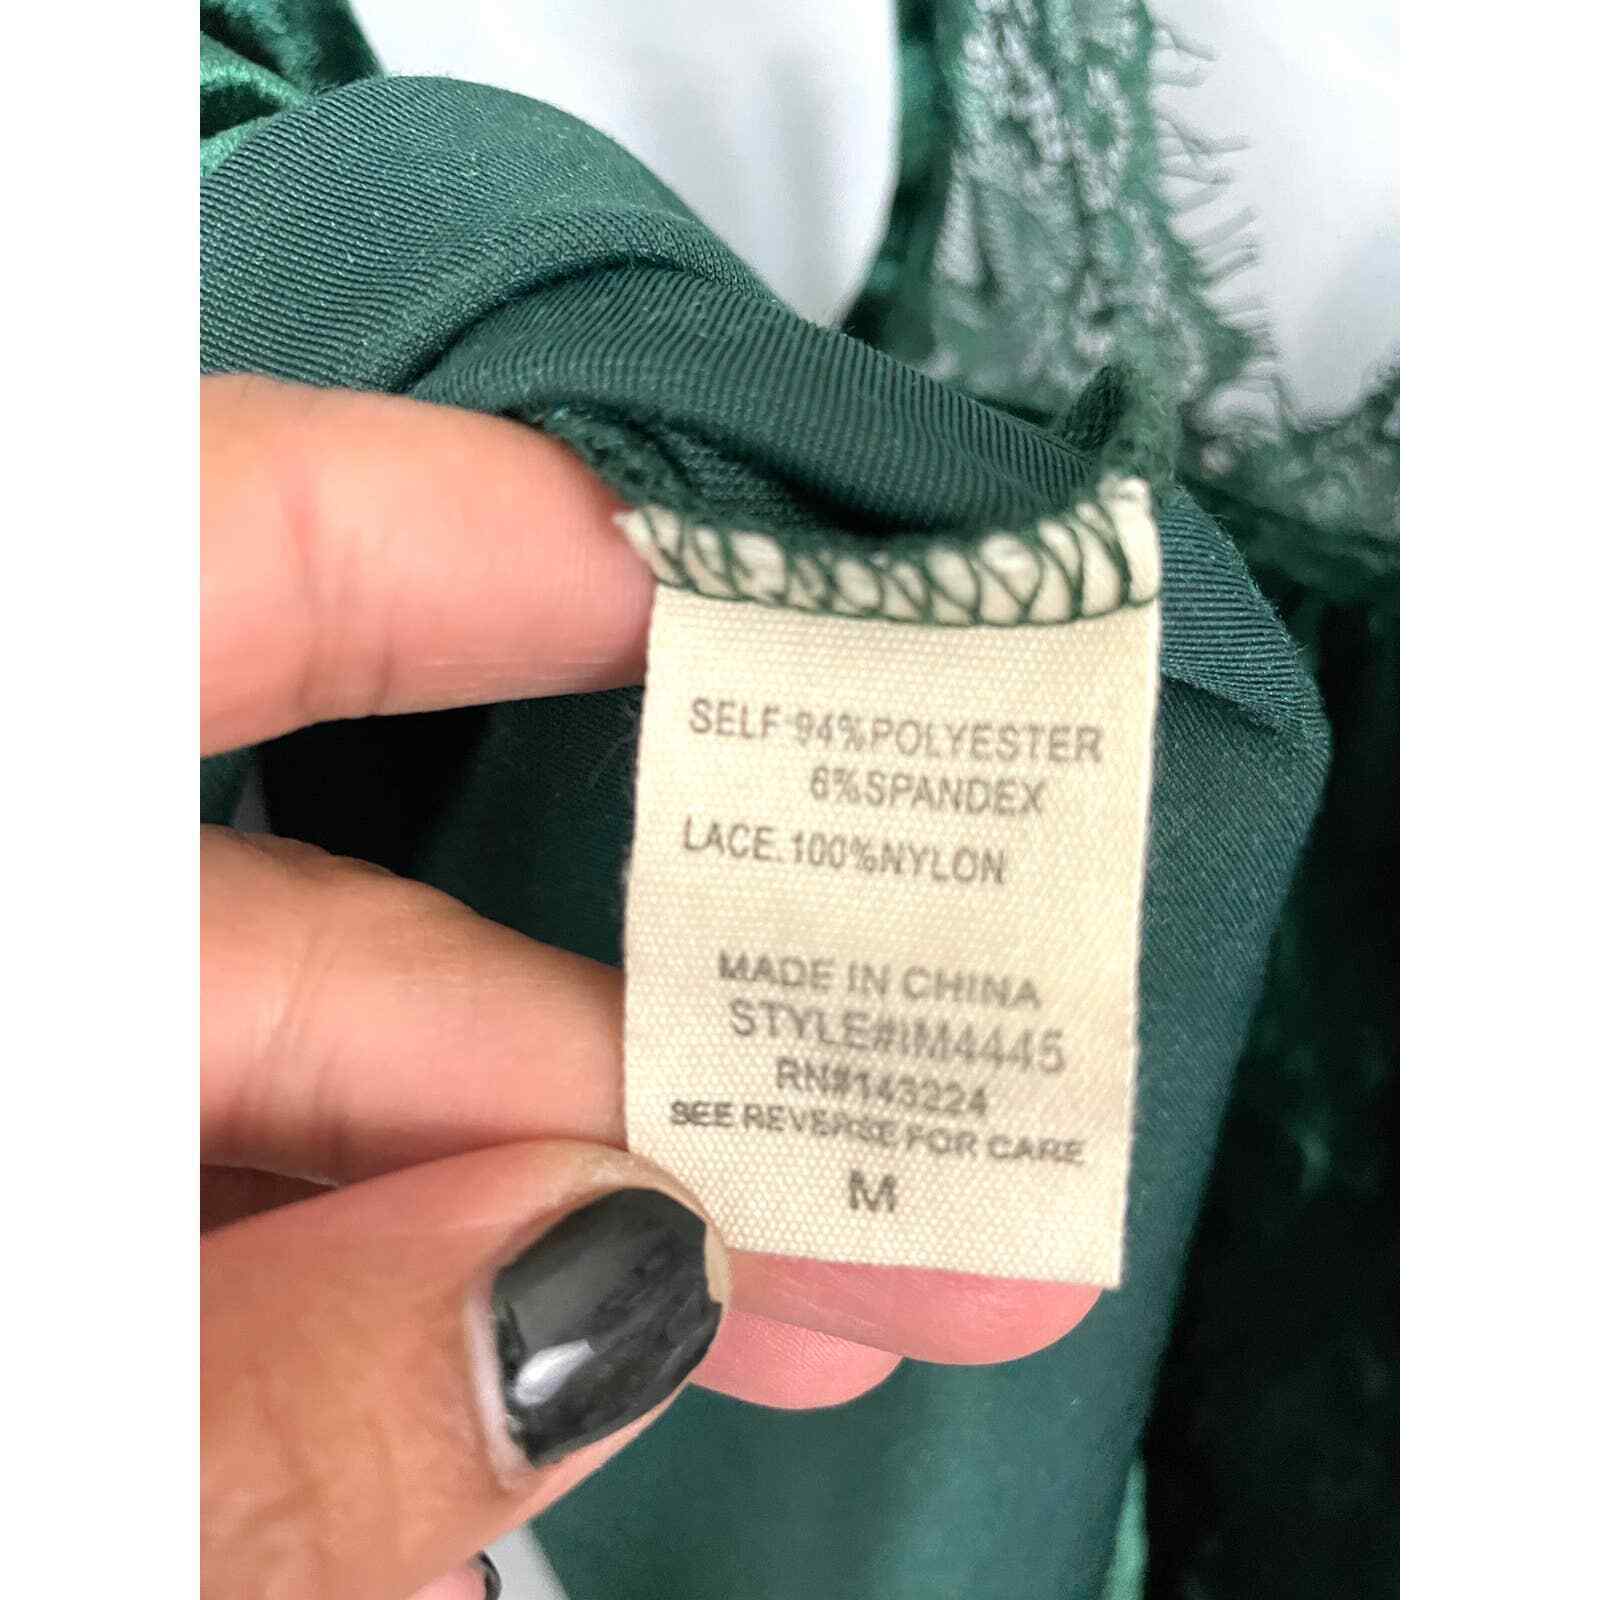 SELF:94%POLYESTER
6%SPANDEX
LACE:100%NYLON
MADE IN CHINA
STYLE#IM4445
RN#143224
SEE REVERSE FOR CARE
M